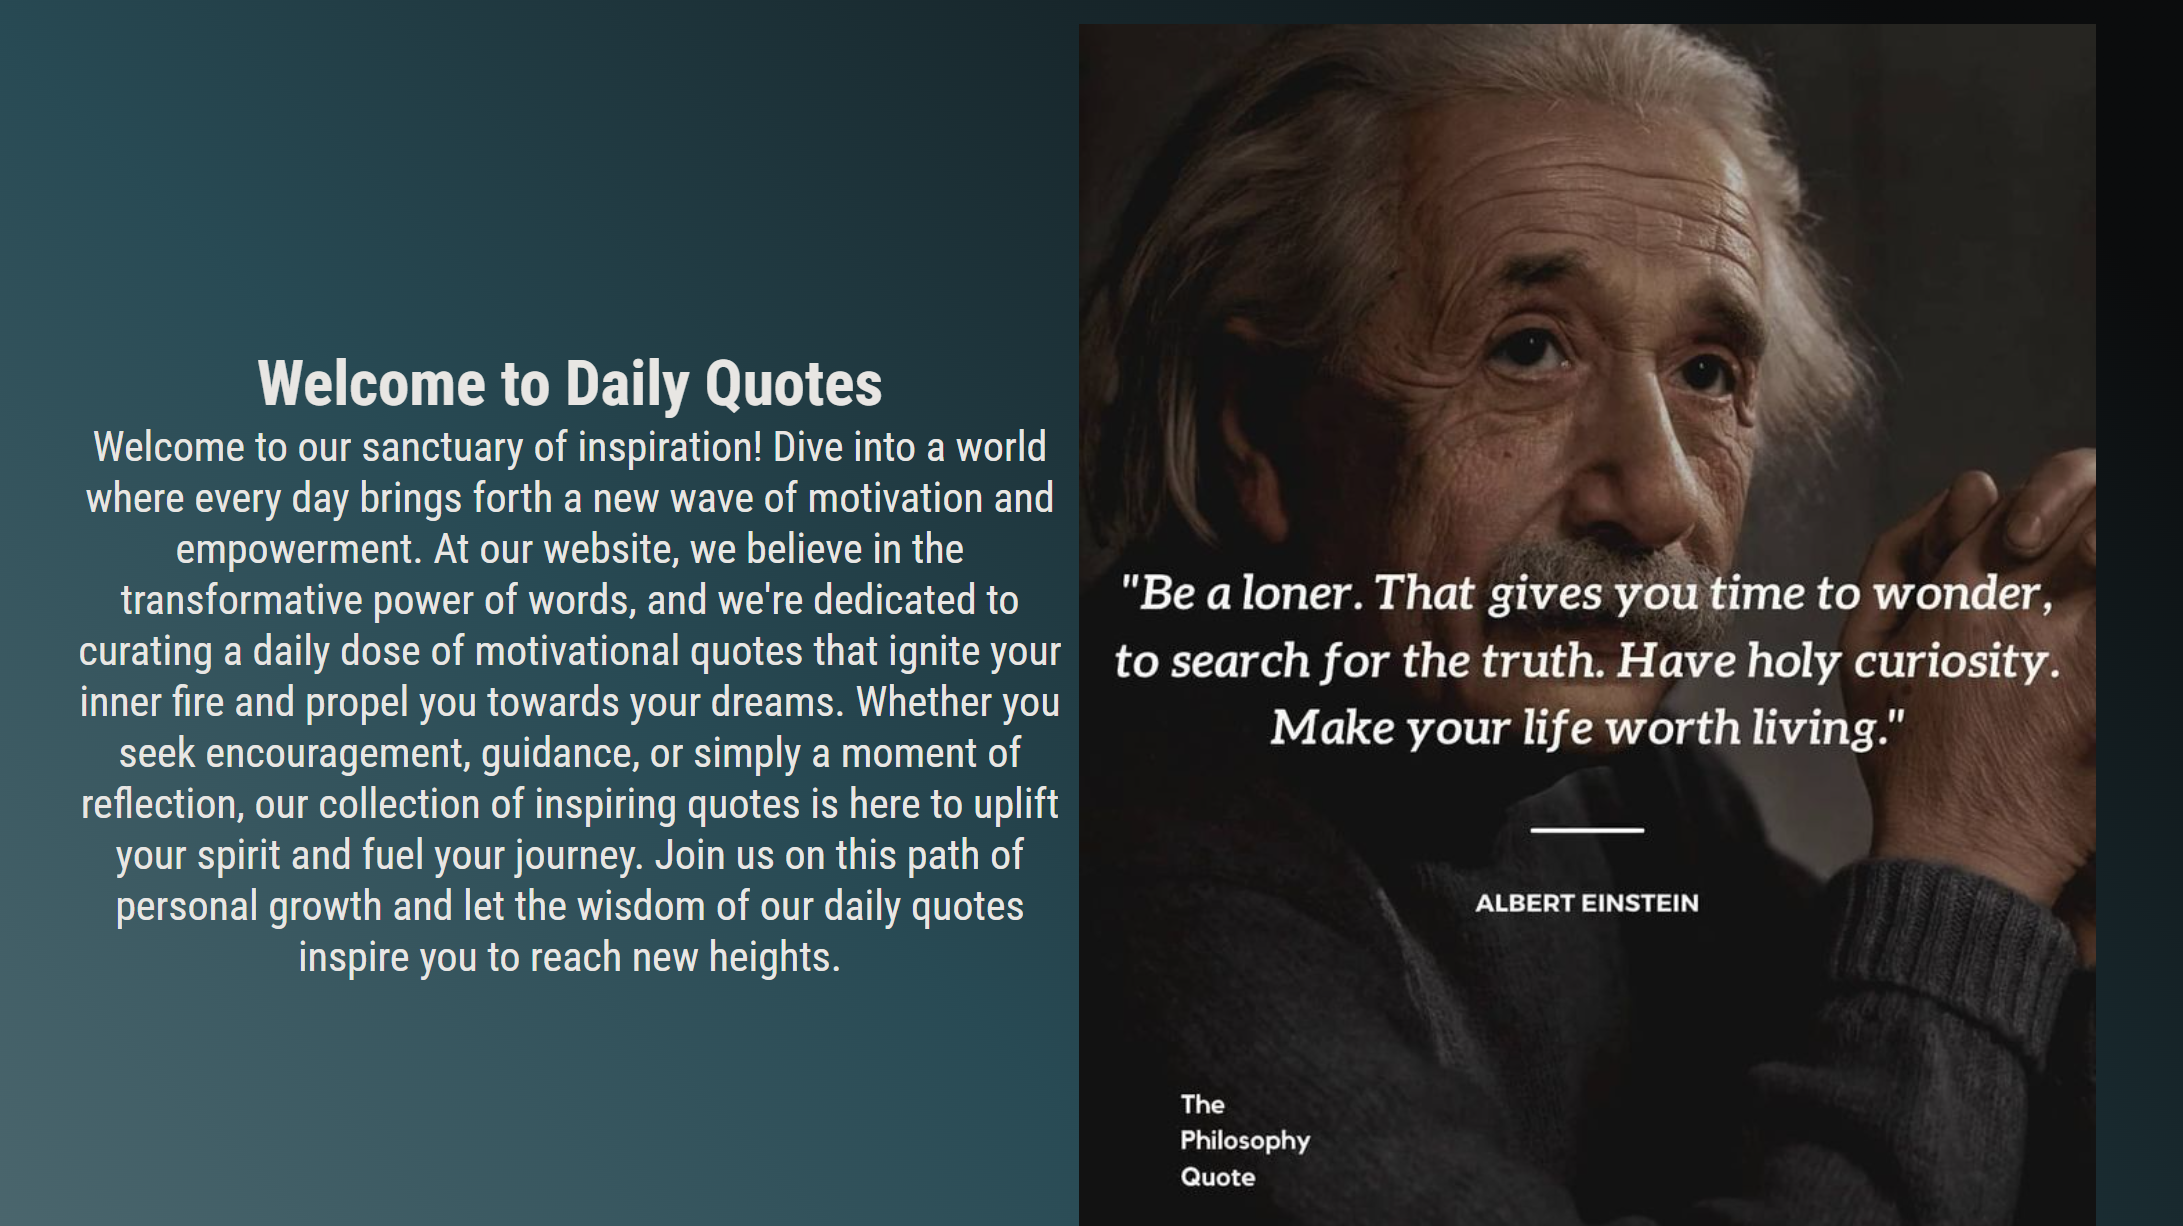 Welcome to Daily Quotes
Welcome to our sanctuary of inspiration! Dive into a world
where every day brings forth a new wave of motivation and
empowerment. At our website, we believe in the
transformative power of words, and we're dedicated to
curating a daily dose of motivational quotes that ignite your
inner fire and propel you towards your dreams. Whether you
seek encouragement, guidance, or simply a moment of
reflection, our collection of inspiring quotes is here to uplift
your spirit and fuel your journey. Join us on this path of
personal growth and let the wisdom of our daily quotes
inspire you to reach new heights.
"Be a loner. That gives you time to wonder,
to search for the truth. Have holy curiosity.
Make your life worth living."
ALBERT EINSTEIN
The
Philosophy
Quote